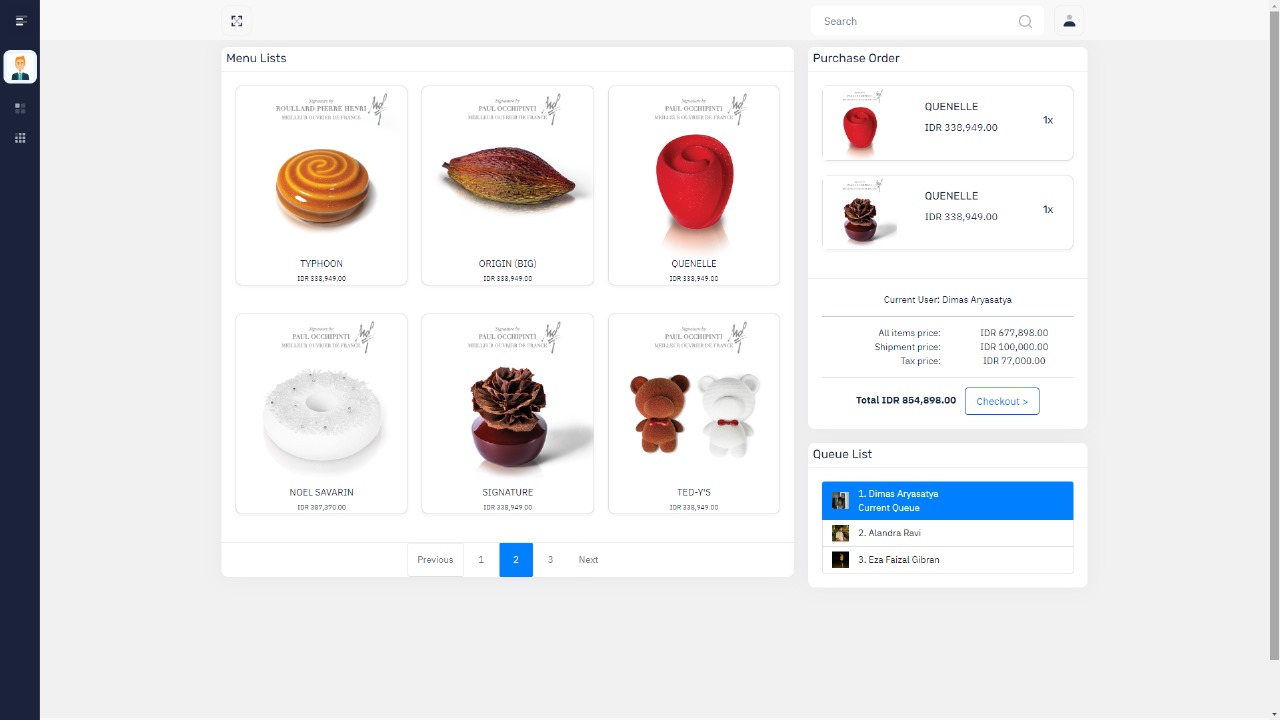 Search
Menu Lists
Signature by
ROULLARD PIERRE HENRI
MEILLEUR OUVRIER DE FRANCE
TYPHOON
IDR 338,949.00
Signature by
PAUL OCCHIPINTI
MEILLEUR OUVRIER DE FRANCE
ORIGIN (BIG)
IDR 338,949.00
Signature by
PAUL OCCHIPINTI
MEILLEUR OUVRIER DE FRANCE
QUENELLE
IDR 338,949.00
Signature by
PAUL OCCHIPINTI
MEILLEUR OUVRIER DE FRANCE
NOEL SAVARIN
IDR 387,370.00
Signature by
PAUL OCCHIPINTI
MEILLEUR OUVRIER DE FRANCE
SIGNATURE
IDR 338,949.00
Signature by
PAUL OCCHIPINTI
MEILLEUR OUVRIER DE FRANCE
TED-Y'S
IDR 338,949.00
Previous 1 2 3 Next
Purchase Order
QUENELLE
IDR 338,949.00
1x
QUENELLE
IDR 338,949.00
1x
Current User: Dimas Aryasatya
All items price: IDR 677,898.00
Shipment price: IDR 100,000.00
Tax price: IDR 77,000.00
Total IDR 854,898.00 Checkout >
Queue List
1. Dimas Aryasatya
Current Queue
2. Alandra Ravi
3. Eza Faizal Gibran